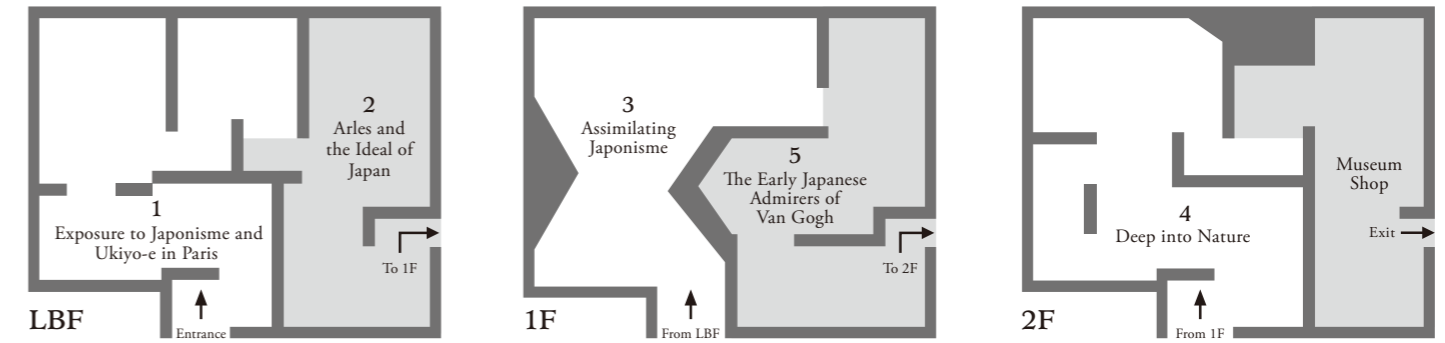 1
Exposure to Japonisme and
Ukiyo-e in Paris
2
Arles and
the Ideal of
Japan
To 1F
Entrance
LBF
3
Assimilating
Japonisme
5
The Early Japanese
Admirers of
Van Gogh
To 2F
From LBF
1F
4
Deep into Nature
Museum
Shop
Exit
From 1F
2F